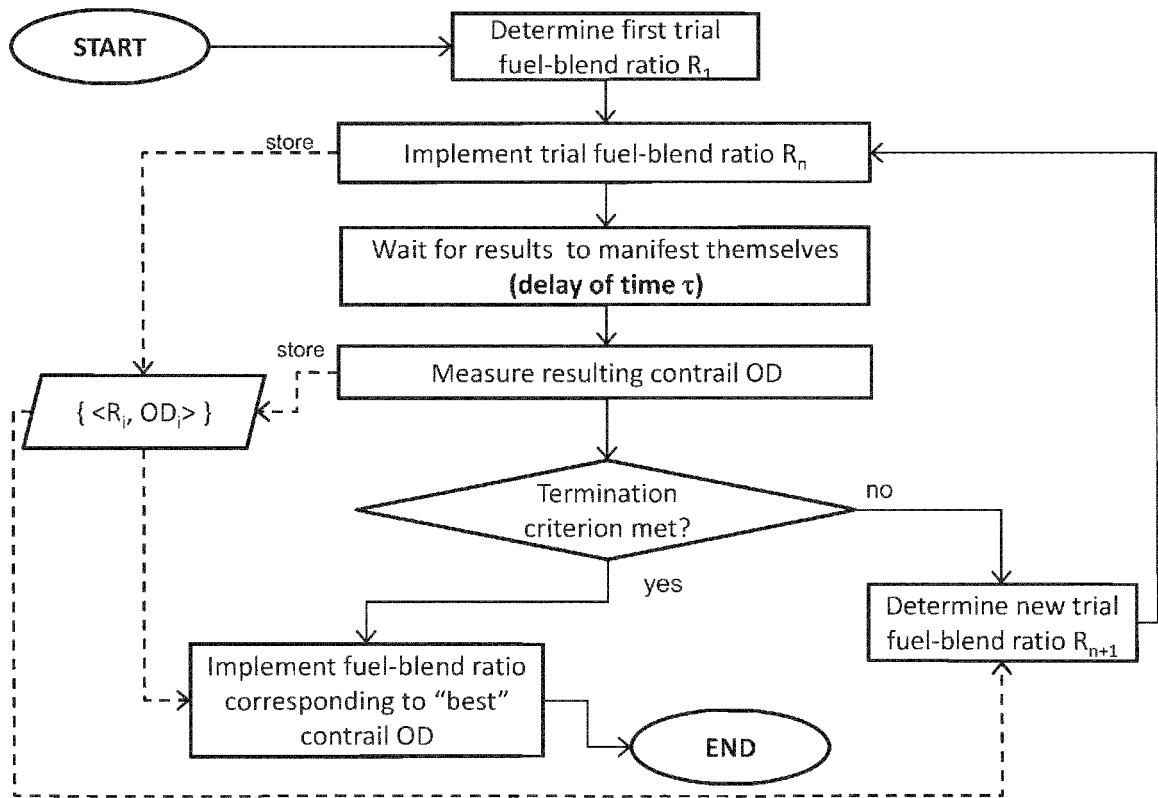 START
Determine first trial
fuel-blend ratio R₁
store
Implement trial fuel-blend ratio Rₙ
Wait for results to manifest themselves
(delay of time τ)
store
Measure resulting contrail OD
{ <Rᵢ, ODᵢ> }
Termination
criterion met?
no
yes
Determine new trial
fuel-blend ratio Rₙ₊₁
Implement fuel-blend ratio
corresponding to “best”
contrail OD
END